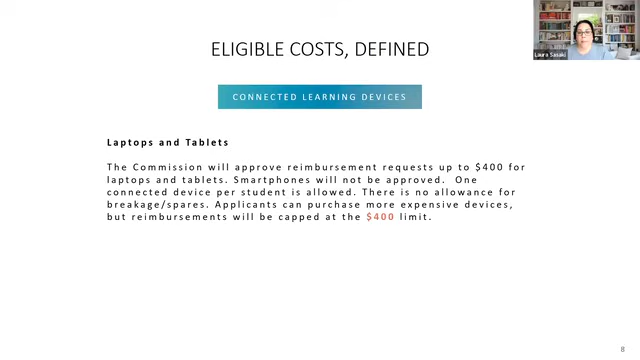 ELIGIBLE COSTS, DEFINED
CONNECTED LEARNING DEVICES
Laptops and Tablets
The Commission will approve reimbursement requests up to $400 for
laptops and tablets. Smartphones will not be approved. One
connected device per student is allowed. There is no allowance for
breakage/spares. Applicants can purchase more expensive devices,
but reimbursements will be capped at the $400 limit.
Laura Sasaki
8